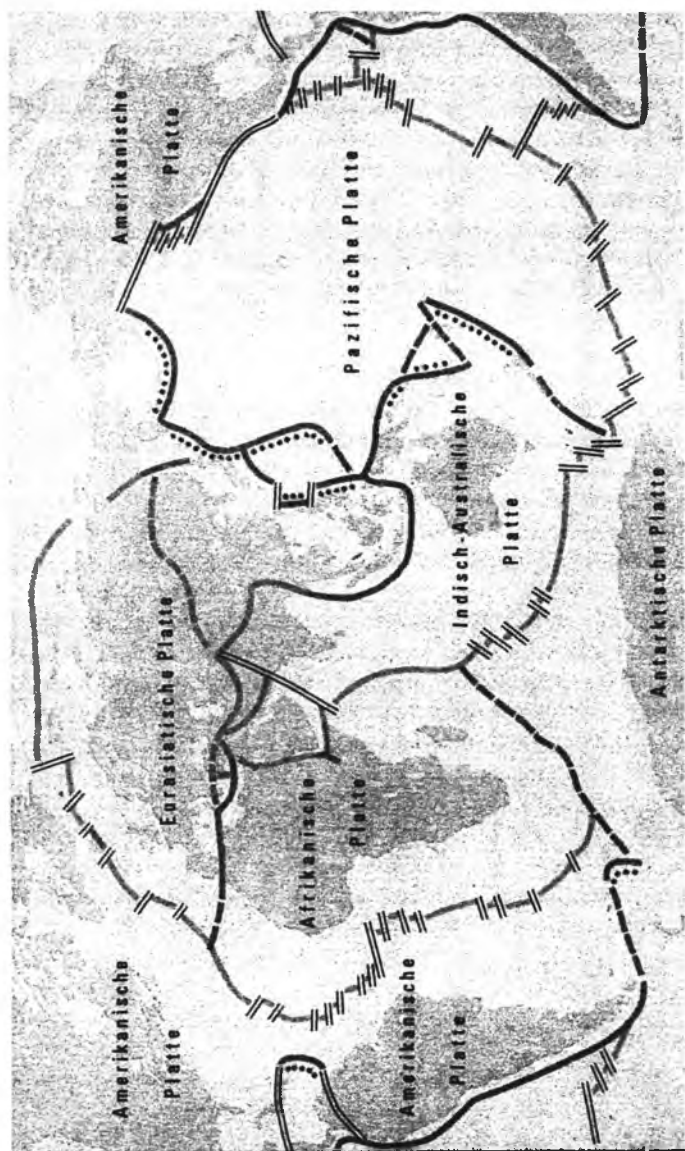 Amerikanische
Platte
Eurasiatische Platte
Amerikanische
Platte
Afrikanische
Platte
Pazifische Platte
Amerikanische
Platte
Indisch-Australische
Platte
Antarktische Platte